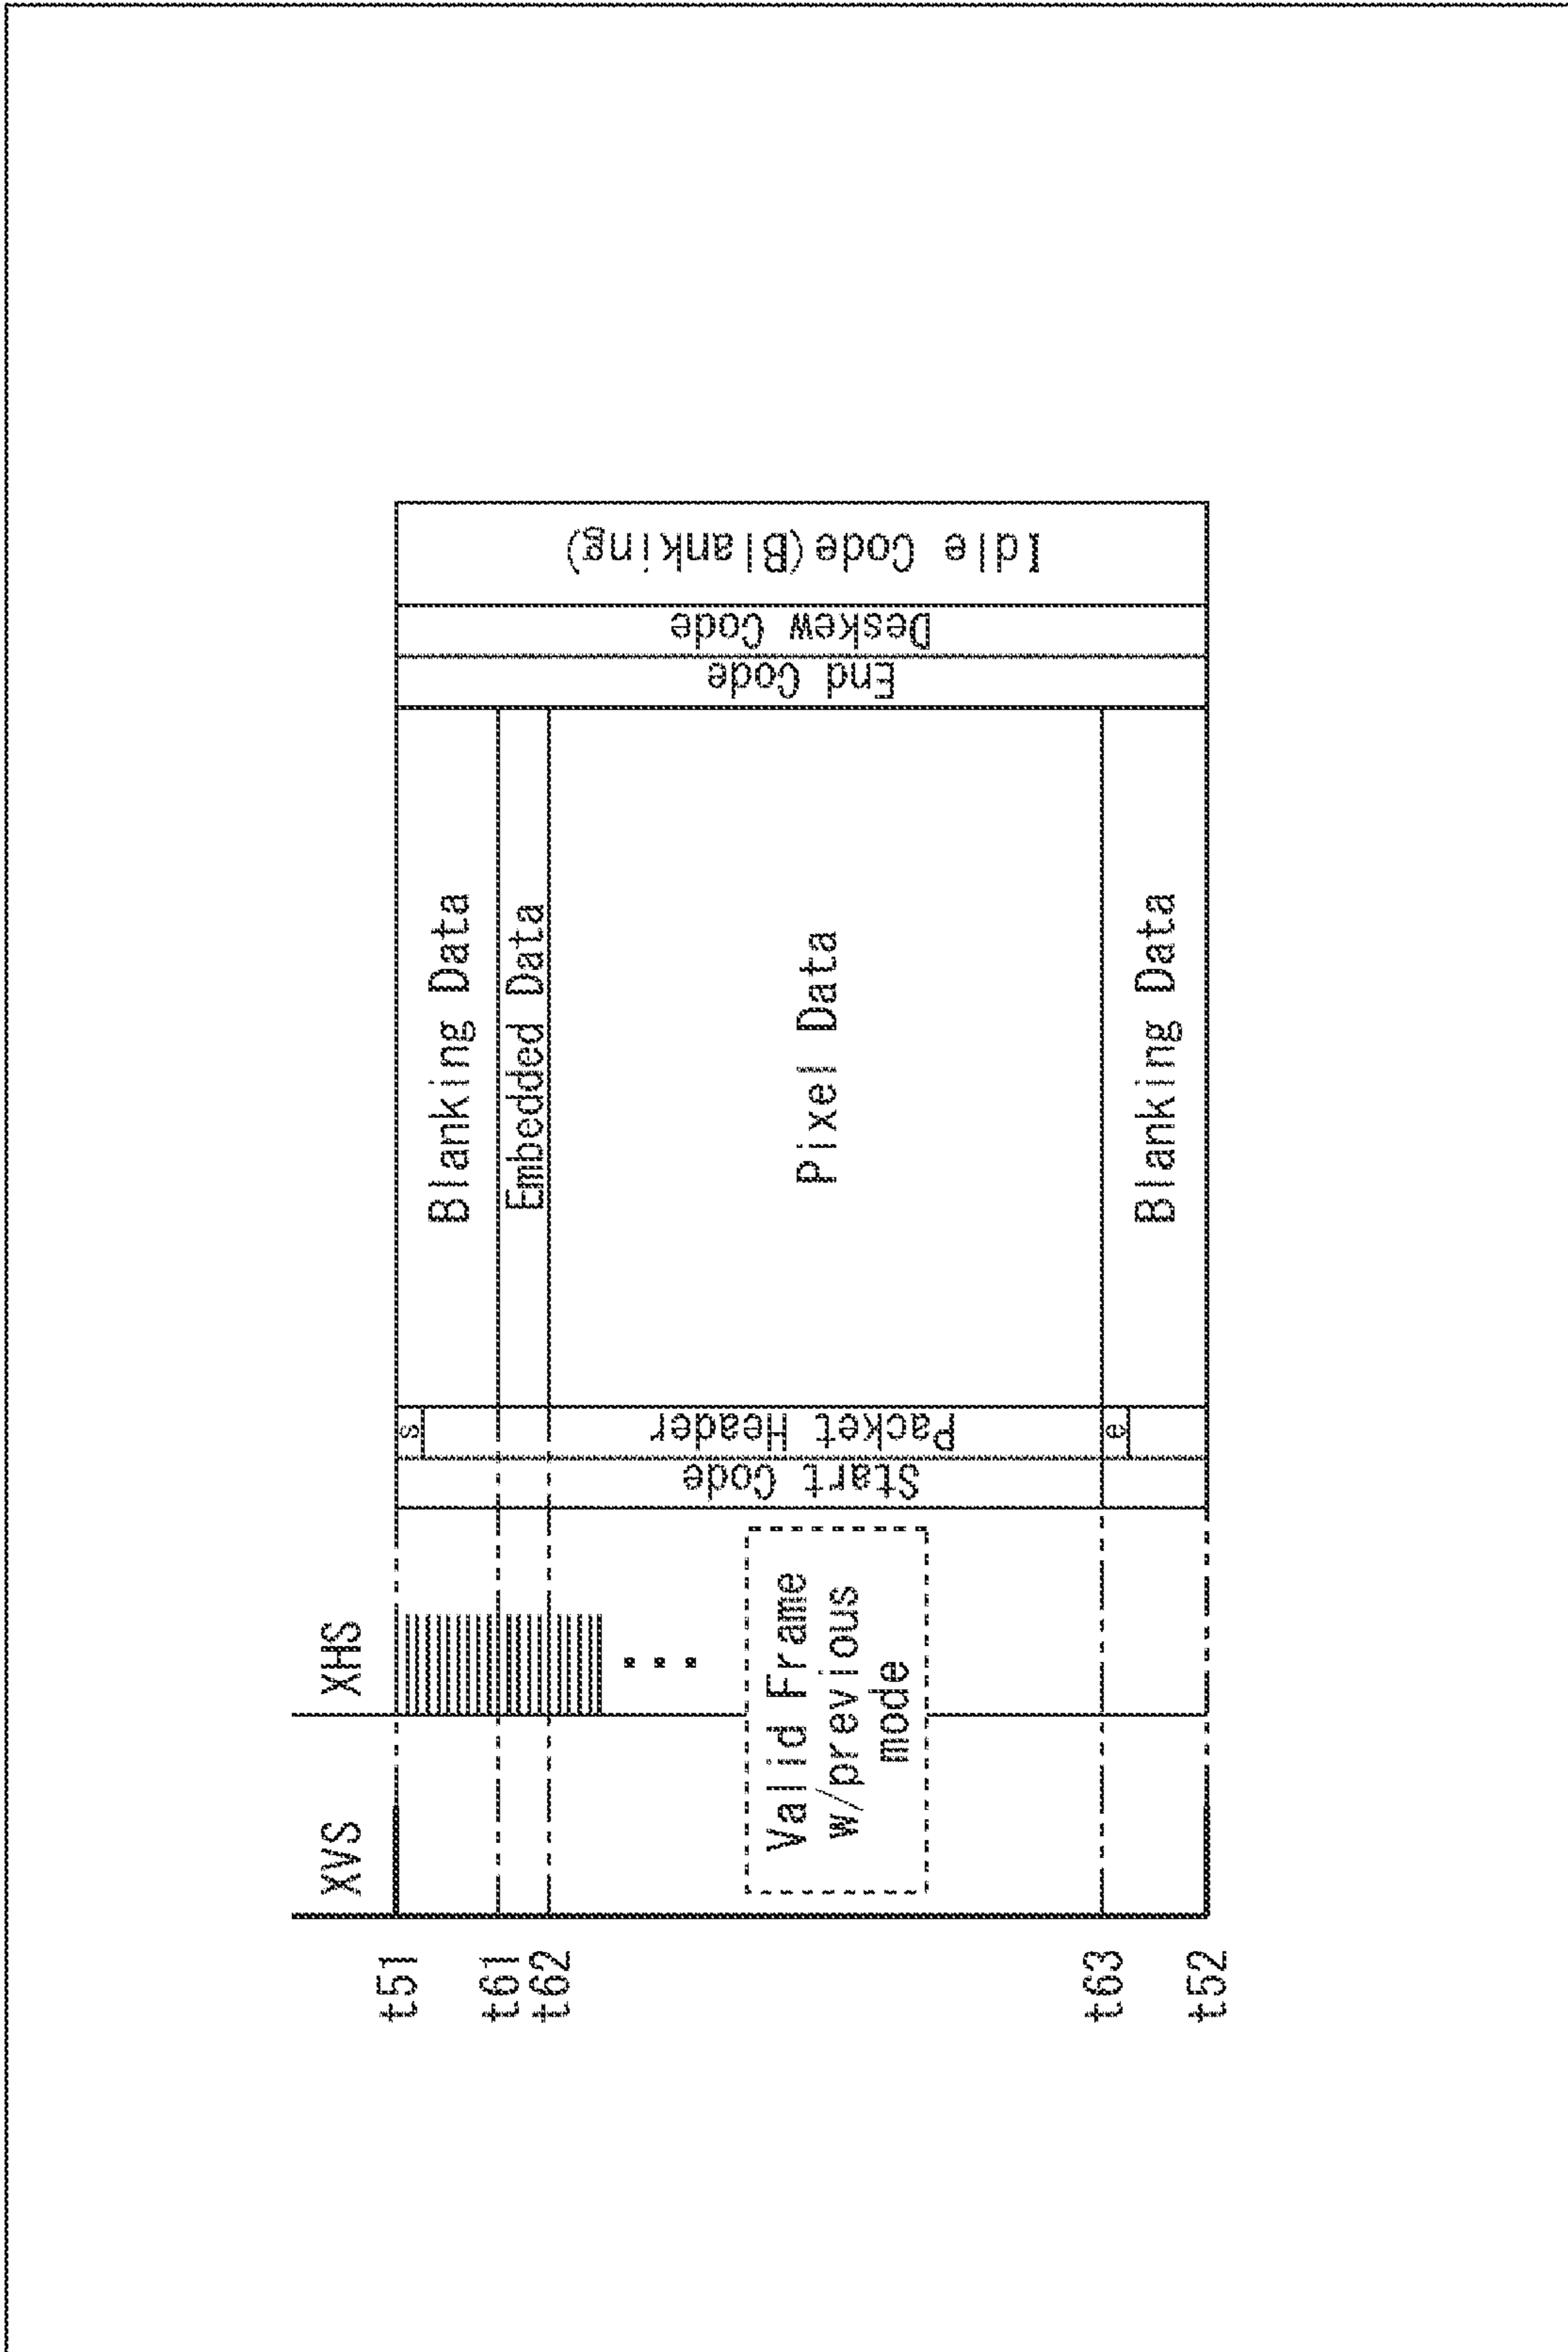 XVS
XHS
t51
t61
t62
t63
t52
Valid Frame
w/previous
mode
Start Code
s
Packet Header
e
Blanking Data
Embedded Data
Pixel Data
Blanking Data
End Code
Deskew Code
Idle Code(Blanking)